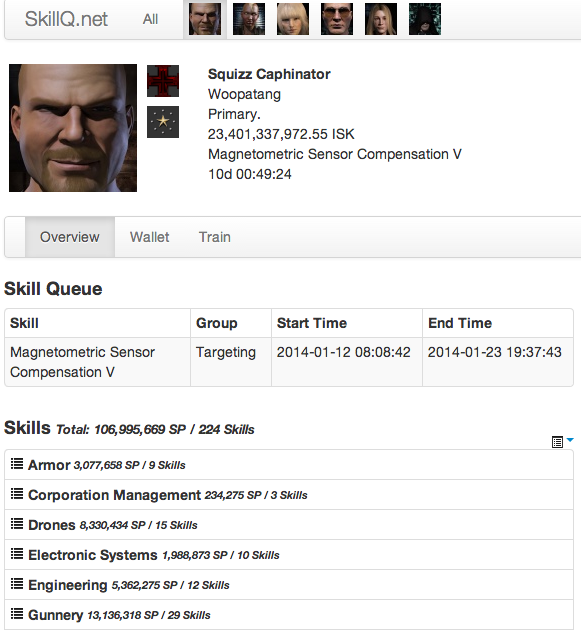 SkillQ.net All
Squizz Caphinator
Woopatang
Primary.
23,401,337,972.55 ISK
Magnetometric Sensor Compensation V
10d 00:49:24
Overview Wallet Train
Skill Queue
Skill Group Start Time End Time
Magnetometric Sensor Targeting 2014-01-12 08:08:42 2014-01-23 19:37:43
Compensation V
Skills Total: 106,995,669 SP / 224 Skills
Armor 3,077,658 SP / 9 Skills
Corporation Management 234,275 SP / 3 Skills
Drones 8,330,434 SP / 15 Skills
Electronic Systems 1,988,873 SP / 10 Skills
Engineering 5,362,275 SP / 12 Skills
Gunnery 13,136,318 SP / 29 Skills